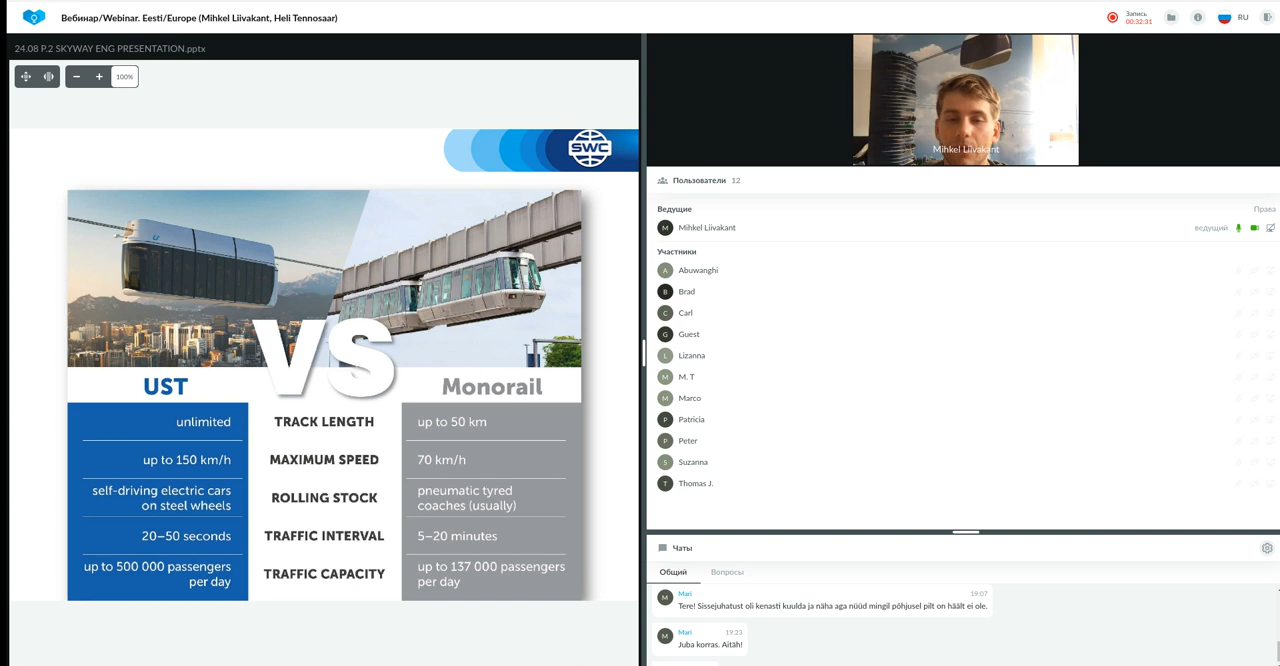 Вебинар/Webinar. Eesti/Europe (Mihkel Liivakant, Heli Tennosaar)
Запись
00:32:31
RU
24.08 P.2 SKYWAY ENG PRESENTATION.pptx
100%
SWC
VS
UST
Monorail
unlimited
TRACK LENGTH
up to 50 km
up to 150 km/h
MAXIMUM SPEED
70 km/h
self-driving electric cars
on steel wheels
ROLLING STOCK
pneumatic tyred
coaches (usually)
20–50 seconds
TRAFFIC INTERVAL
5–20 minutes
up to 500 000 passengers
per day
TRAFFIC CAPACITY
up to 137 000 passengers
per day
Mihkel Liivakant
Пользователи 12
Ведущие
Права
M Mihkel Liivakant ведущий
Участники
A Abuwanghi
B Brad
C Carl
G Guest
L Lizanna
M M. T
M Marco
P Patricia
P Peter
S Suzanna
T Thomas J.
Чаты
Общий Вопросы
M Mari 19:07
Tere! Sissejuhatust oli kenasti kuulda ja näha aga nüüd mingil põhjusel pilt on häält ei ole.
M Mari 19:23
Juba korras. Aitäh!